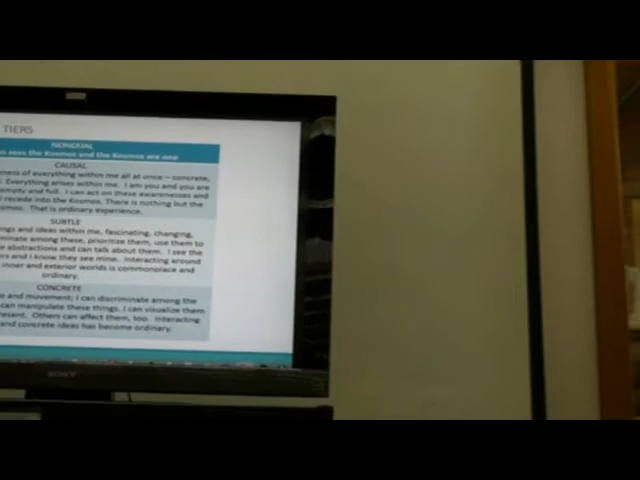 TIERS
NONDUAL
sees the Kosmos and the Kosmos are one
CAUSAL
ness of everything within me all at once – concrete,
. Everything arises within me. I am you and you are
empty and full. I can act on these awarenesses and
recede into the Kosmos. There is nothing but the
osmos. That is ordinary experience.
SUBTLE
ngs and ideas within me, fascinating, changing,
minate among these, prioritize them, use them to
e abstractions and can talk about them. I see the
ers and I know they see mine. Interacting around
inner and exterior worlds is commonplace and
ordinary.
CONCRETE
e and movement; I can discriminate among the
can manipulate these things. I can visualize them
resent. Others can affect them, too. Interacting
and concrete ideas has become ordinary.
SONY